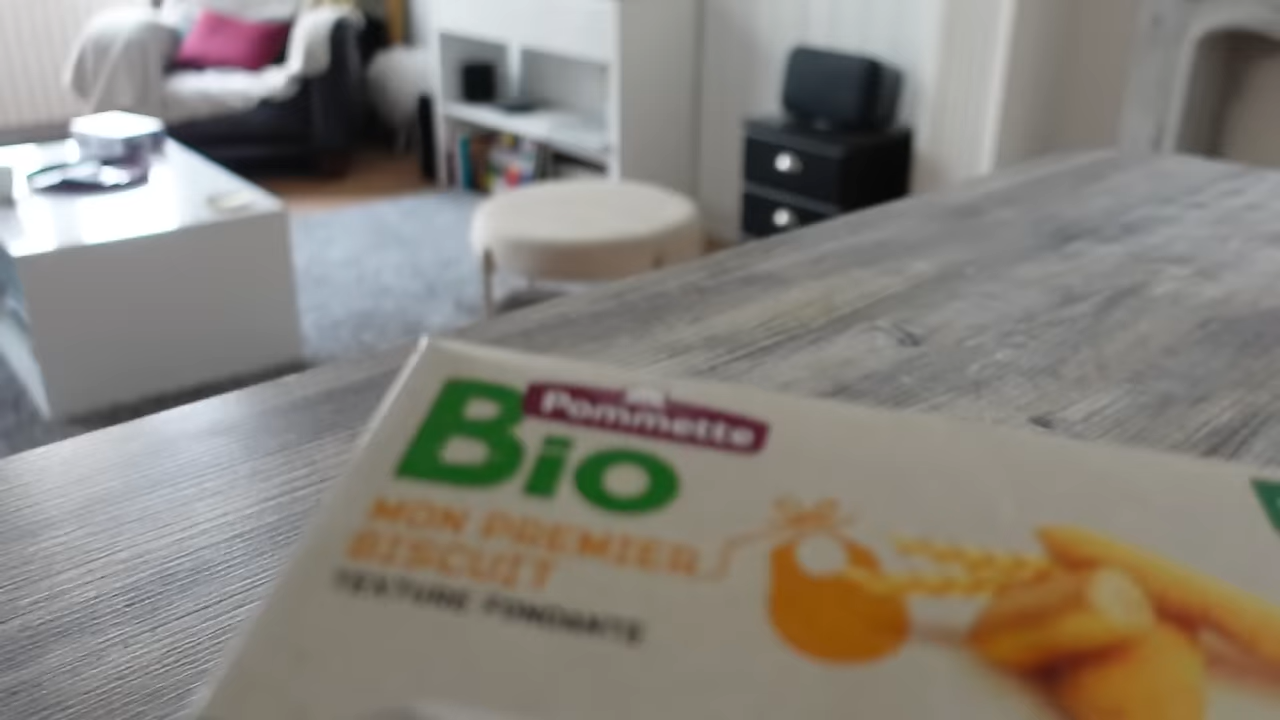 Pommette
Bio
MON PREMIER
BISCUIT
TEXTURE FONDANTE